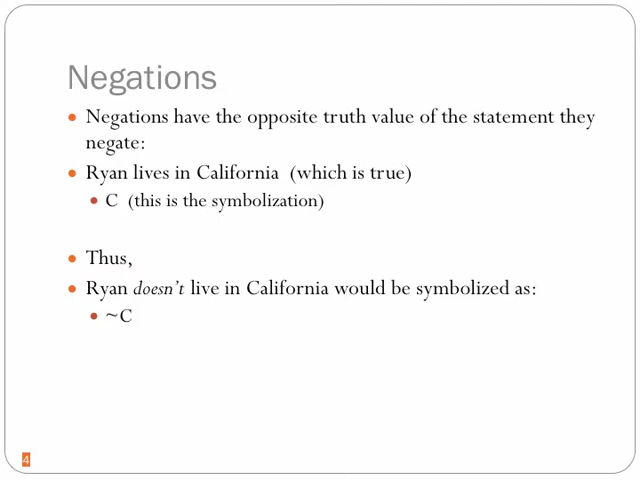 Negations
• Negations have the opposite truth value of the statement they
negate:
• Ryan lives in California (which is true)
• C (this is the symbolization)
• Thus,
• Ryan doesn't live in California would be symbolized as:
• ~C
4